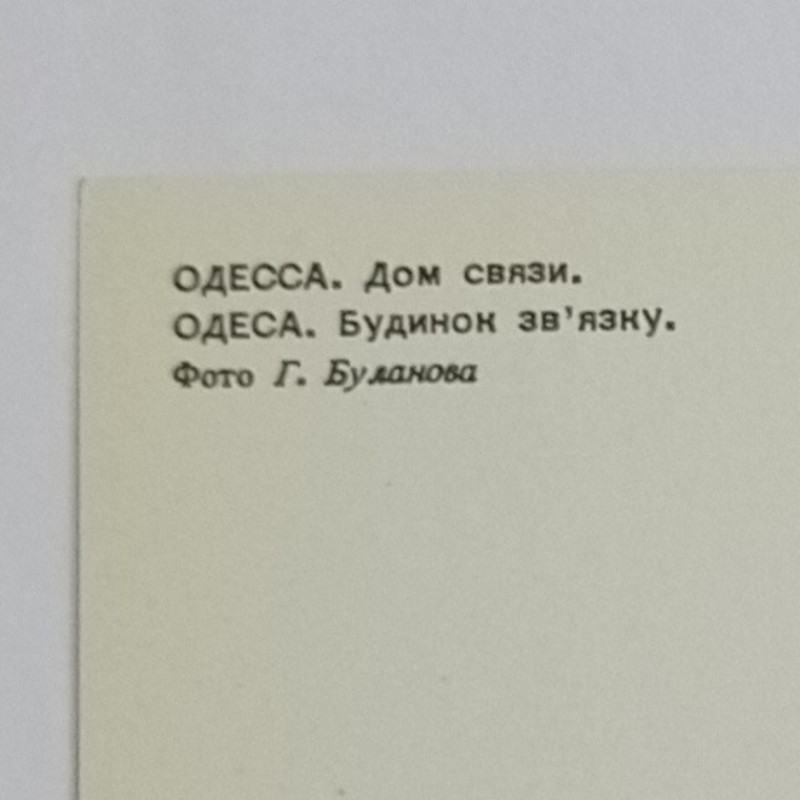 ОДЕССА. Дом связи.
ОДЕСА. Будинок зв'язку.
Фото Г. Буланова